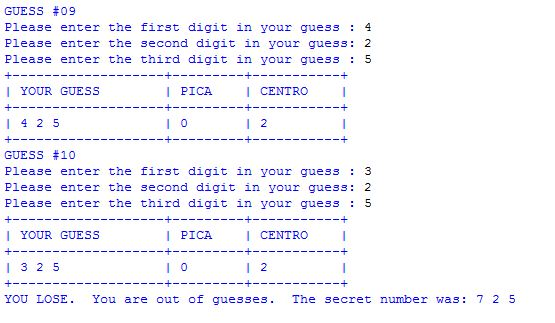 GUESS #09
Please enter the first digit in your guess : 4
Please enter the second digit in your guess: 2
Please enter the third digit in your guess : 5
+-------------------+---------+-----------+
| YOUR GUESS        | PICA    | CENTRO    |
+-------------------+---------+-----------+
| 4 2 5             | 0       | 2         |
+-------------------+---------+-----------+
GUESS #10
Please enter the first digit in your guess : 3
Please enter the second digit in your guess: 2
Please enter the third digit in your guess : 5
+-------------------+---------+-----------+
| YOUR GUESS        | PICA    | CENTRO    |
+-------------------+---------+-----------+
| 3 2 5             | 0       | 2         |
+-------------------+---------+-----------+
YOU LOSE.  You are out of guesses.  The secret number was: 7 2 5